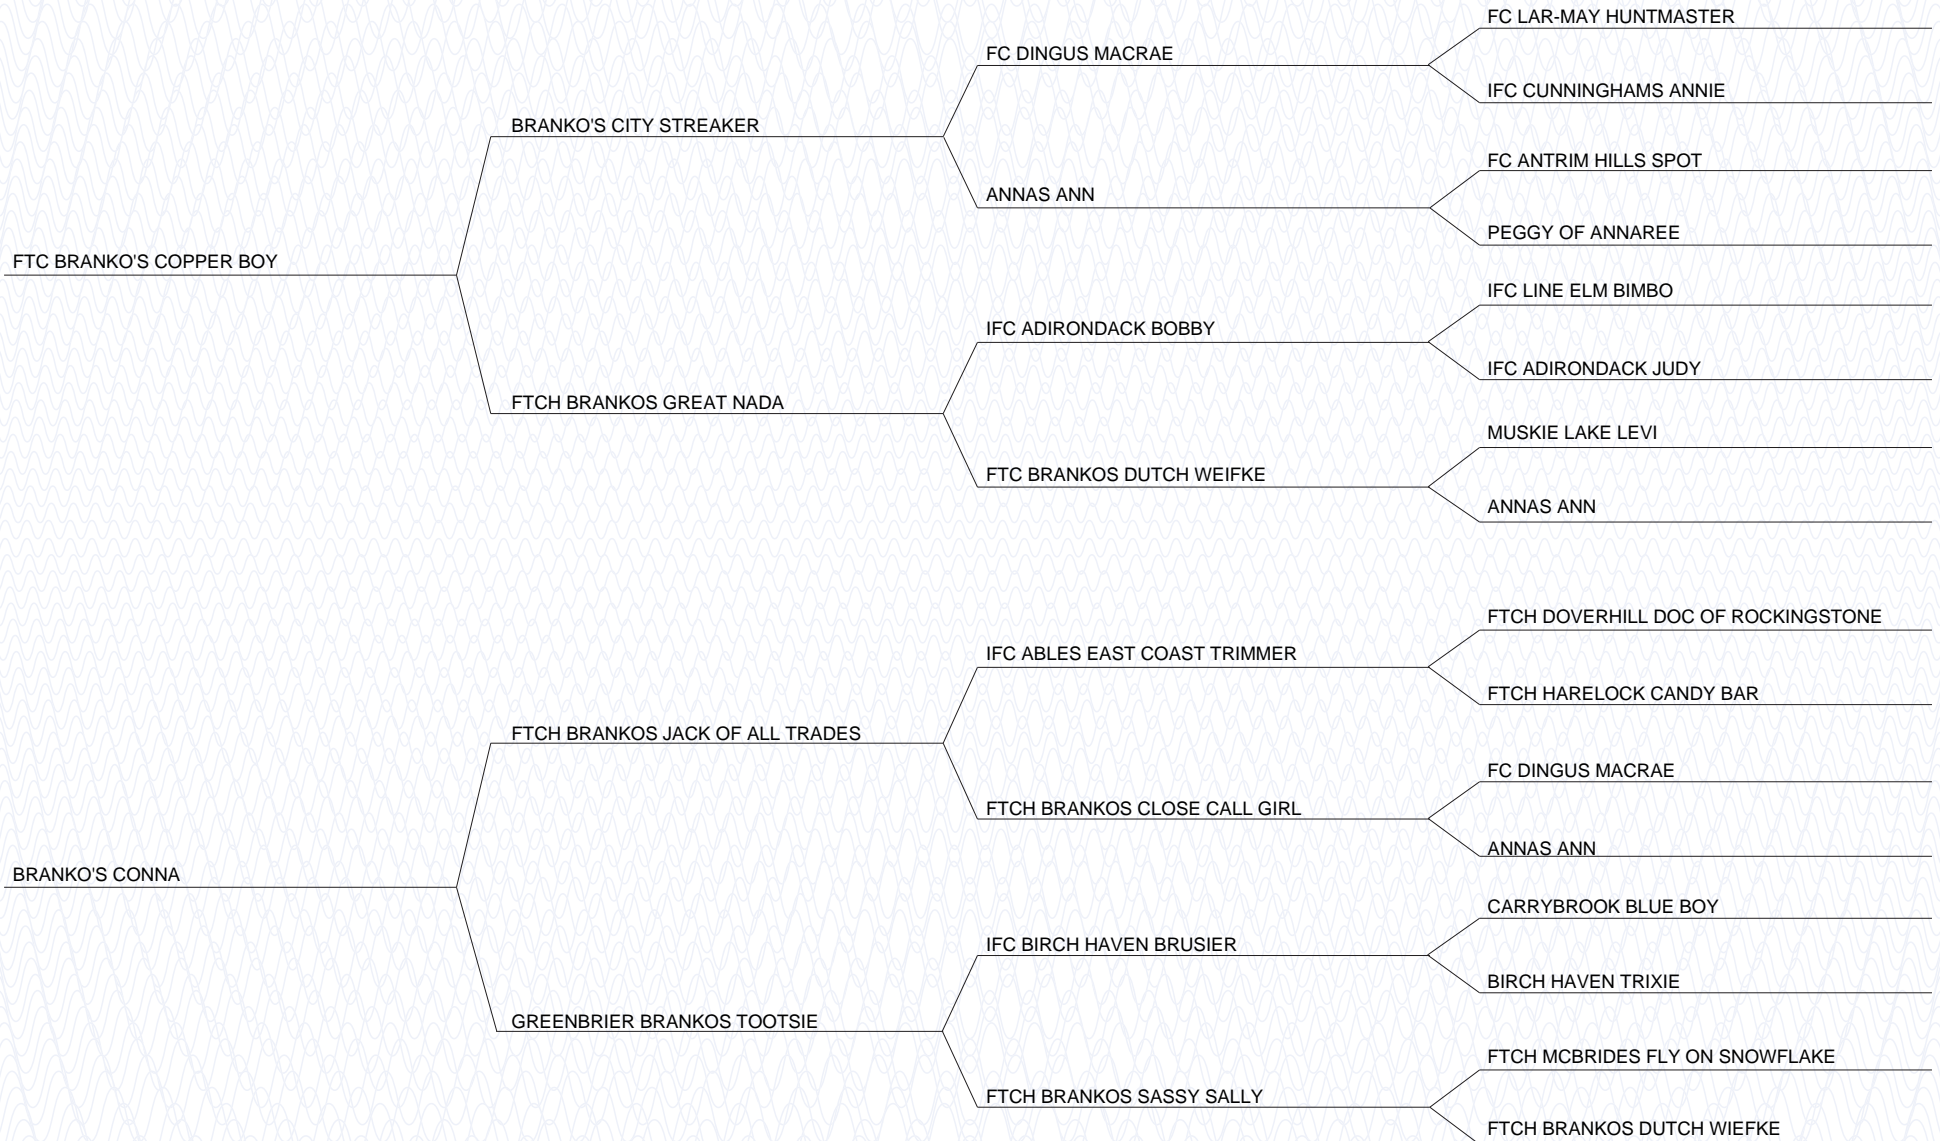 FC LAR-MAY HUNTMASTER
FC DINGUS MACRAE
IFC CUNNINGHAMS ANNIE
BRANKO'S CITY STREAKER
FC ANTRIM HILLS SPOT
ANNAS ANN
PEGGY OF ANNAREE
FTC BRANKO'S COPPER BOY
IFC LINE ELM BIMBO
IFC ADIRONDACK BOBBY
IFC ADIRONDACK JUDY
FTCH BRANKOS GREAT NADA
MUSKIE LAKE LEVI
FTC BRANKOS DUTCH WEIFKE
ANNAS ANN
FTCH DOVERHILL DOC OF ROCKINGSTONE
IFC ABLES EAST COAST TRIMMER
FTCH HARELOCK CANDY BAR
FTCH BRANKOS JACK OF ALL TRADES
FC DINGUS MACRAE
FTCH BRANKOS CLOSE CALL GIRL
ANNAS ANN
BRANKO'S CONNA
CARRYBROOK BLUE BOY
IFC BIRCH HAVEN BRUSIER
BIRCH HAVEN TRIXIE
GREENBRIER BRANKOS TOOTSIE
FTCH MCBRIDES FLY ON SNOWFLAKE
FTCH BRANKOS SASSY SALLY
FTCH BRANKOS DUTCH WIEFKE